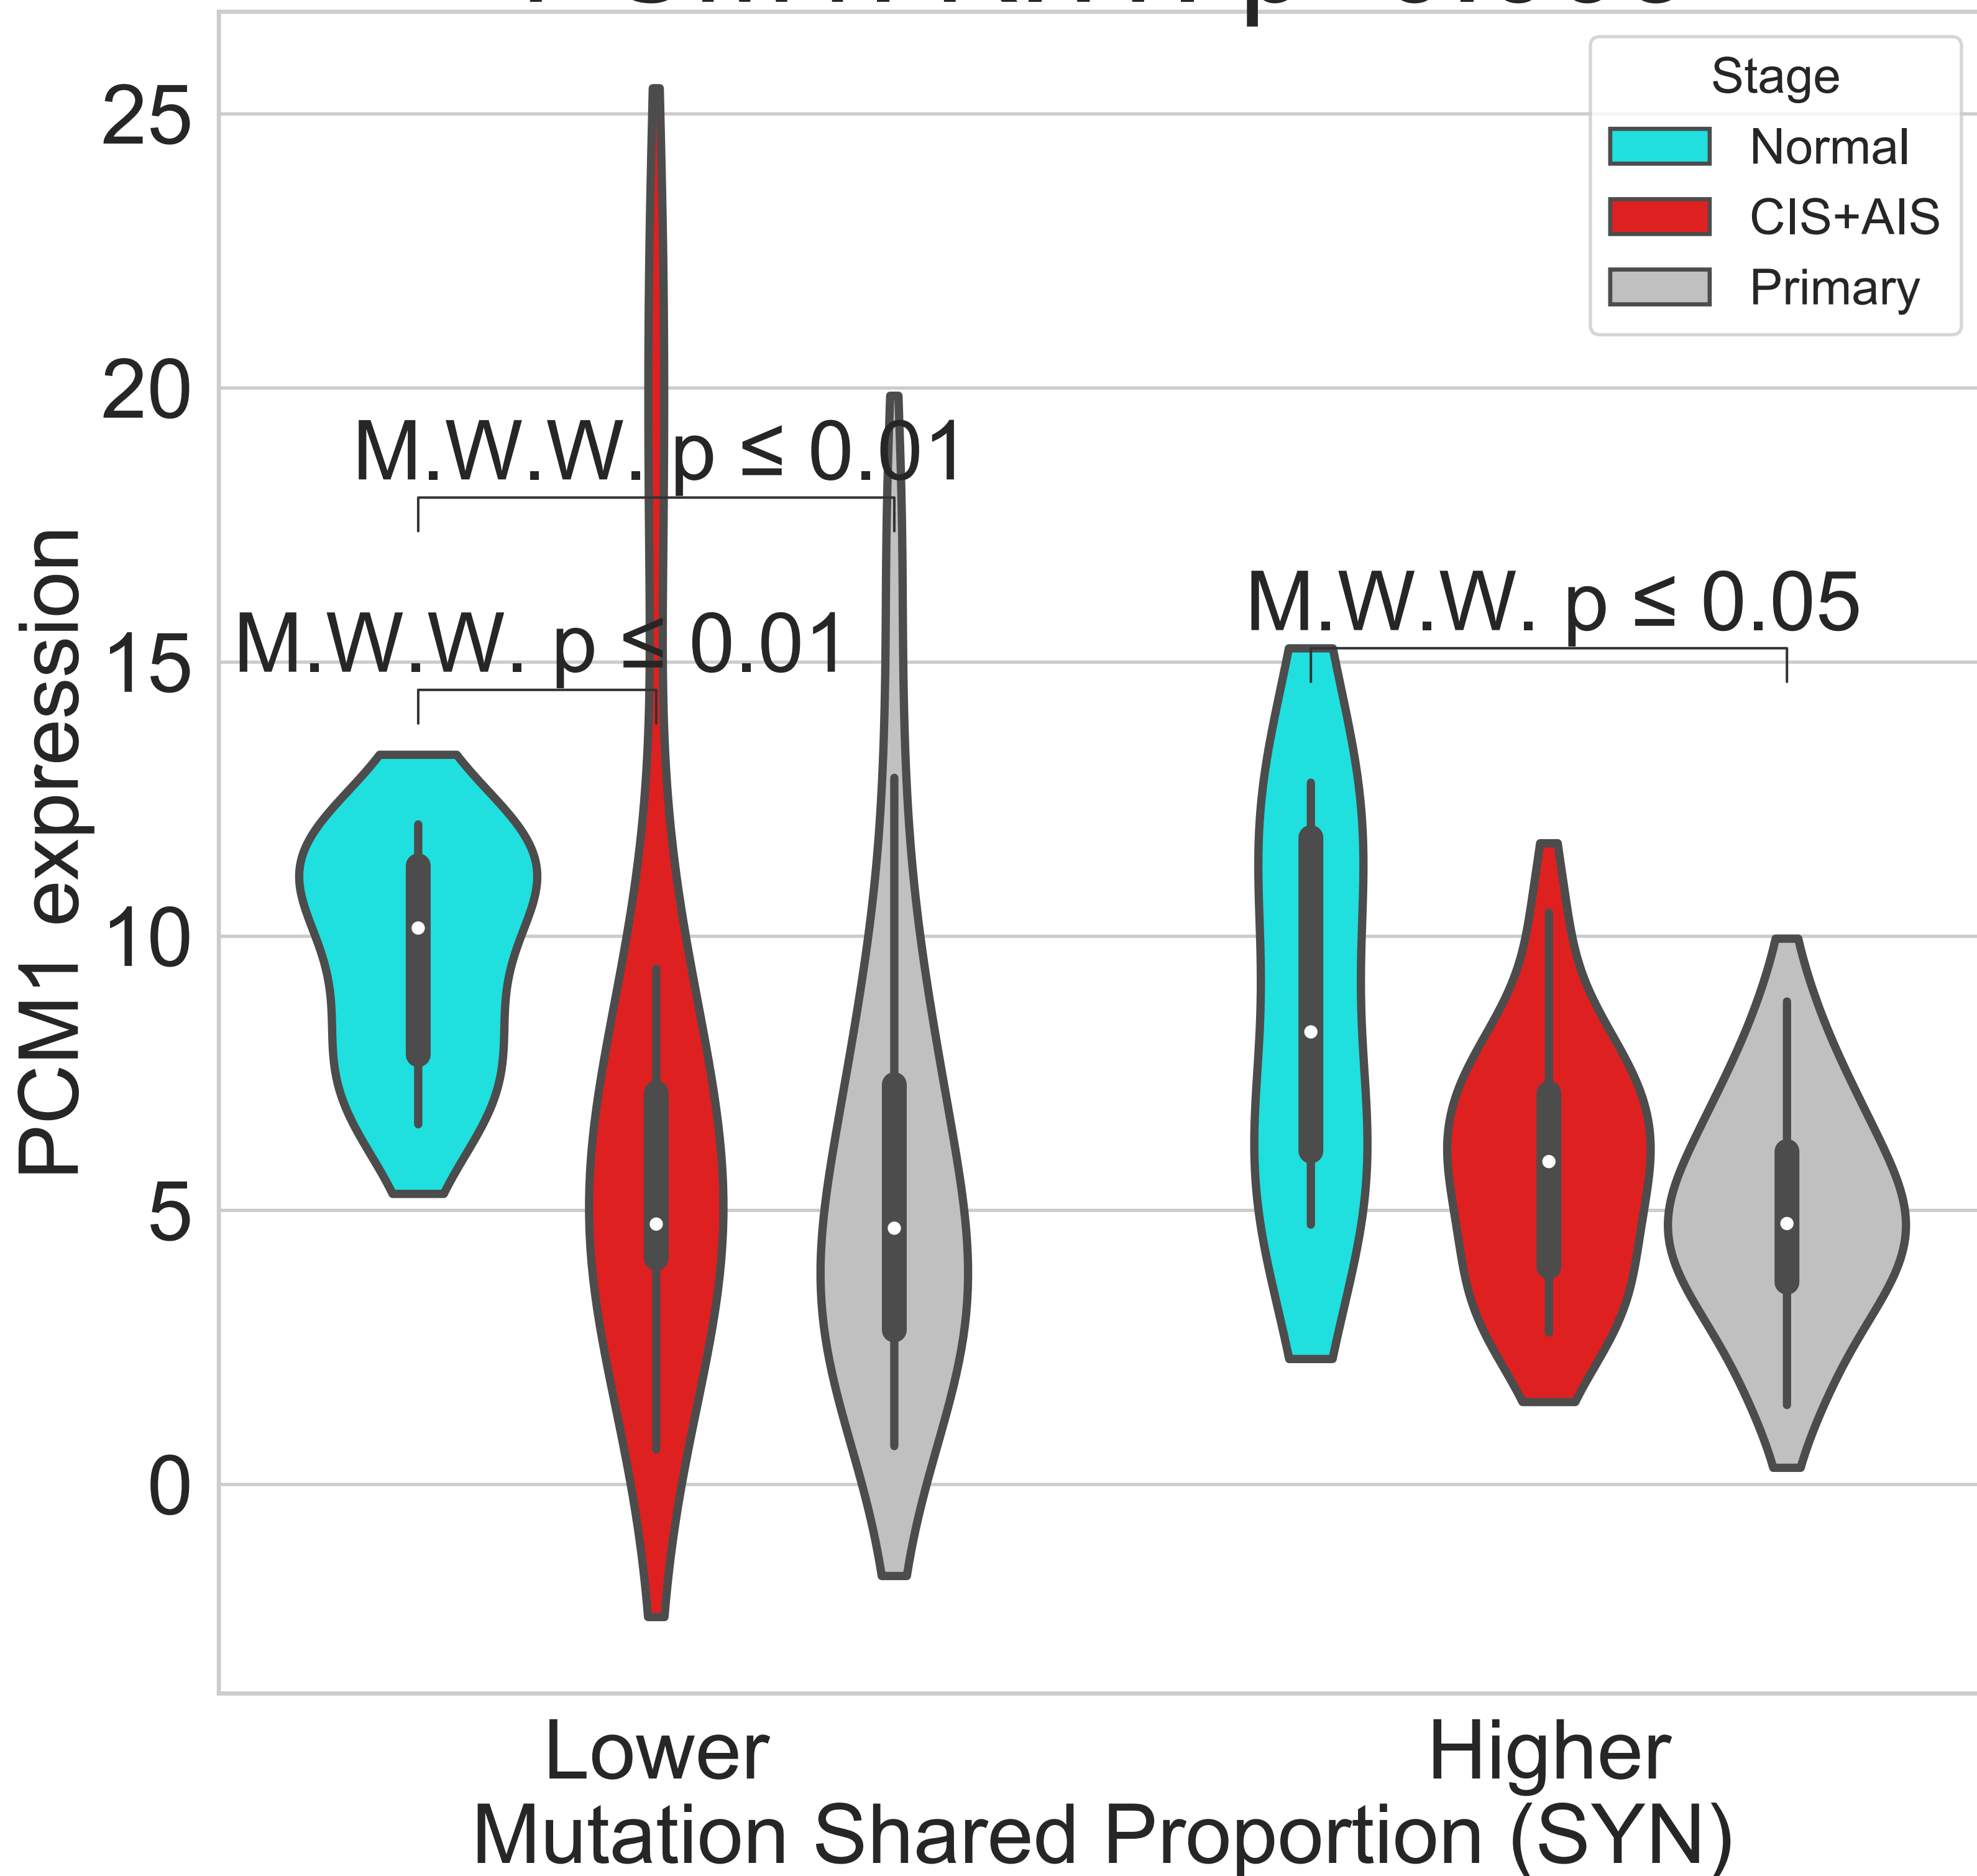 Stage
Normal
CIS+AIS
Primary
25
20
15
10
5
0
PCM1 expression
M.W.W. p ≤ 0.01
M.W.W. p ≤ 0.01
M.W.W. p ≤ 0.05
Lower
Higher
Mutation Shared Proportion (SYN)